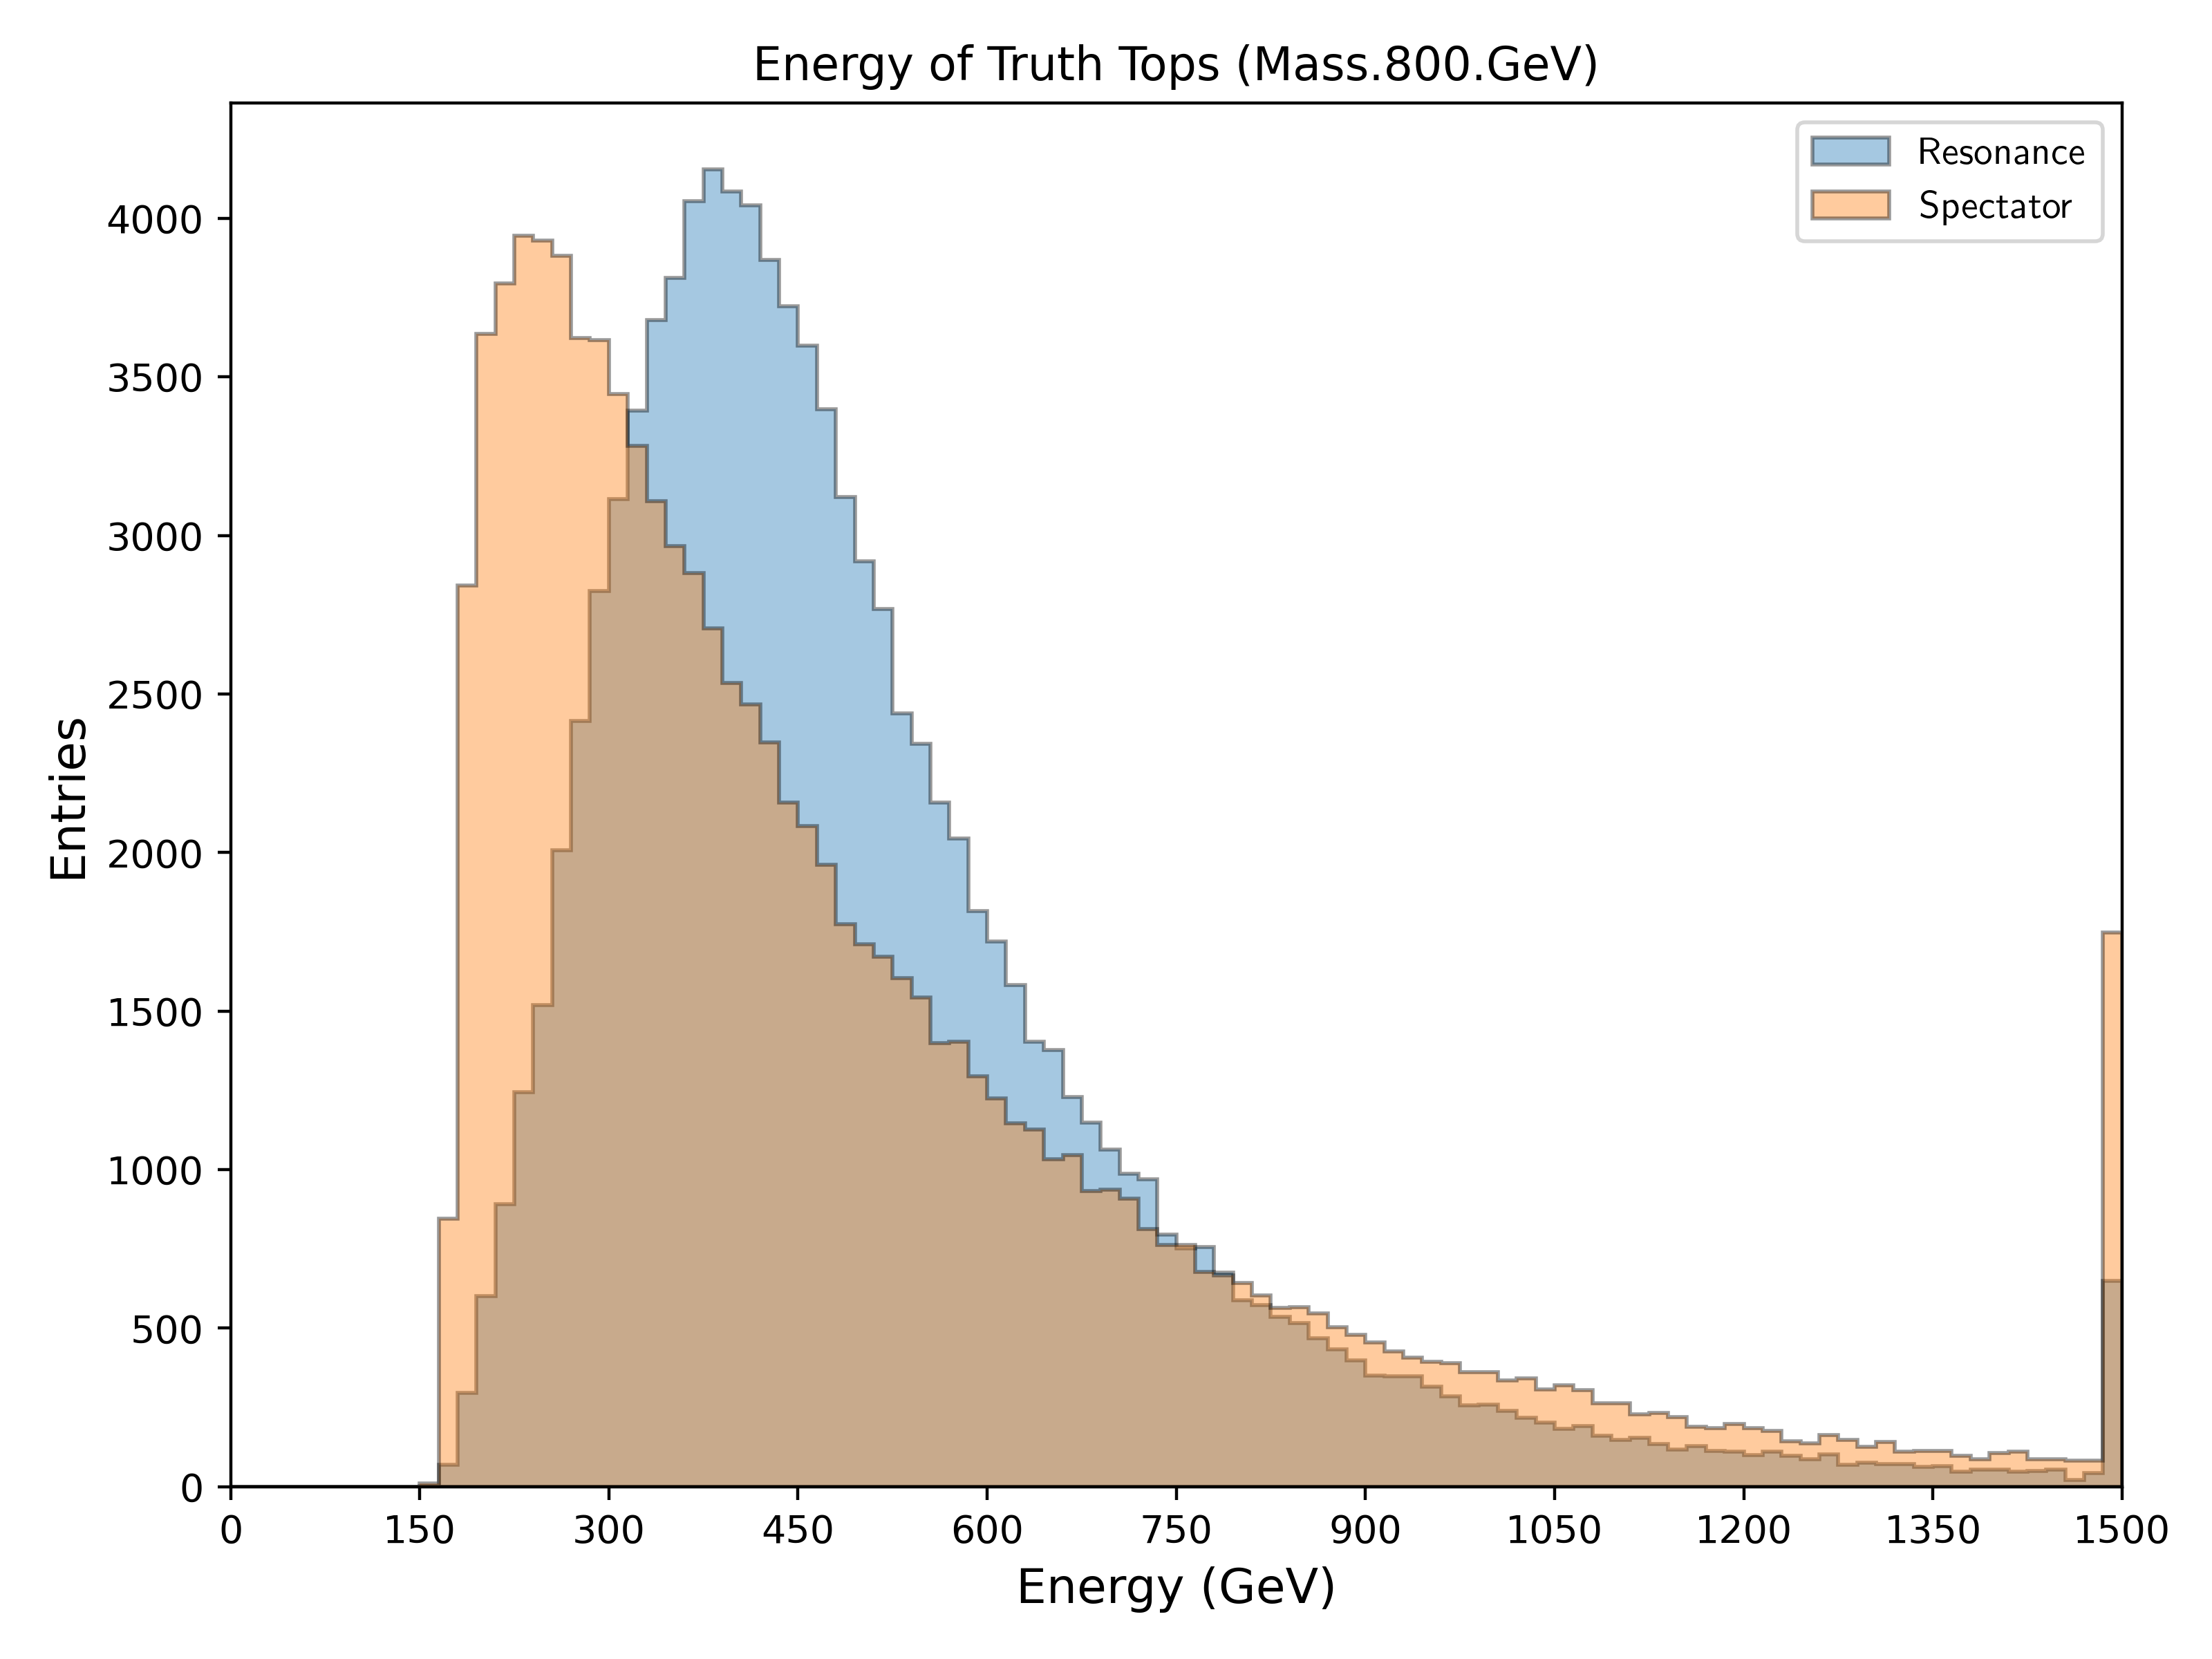 Energy of Truth Tops (Mass.800.GeV)
Resonance
Spectator
4000
3500
3000
2500
2000
1500
1000
500
0
Entries
0 150 300 450 600 750 900 1050 1200 1350 1500
Energy (GeV)